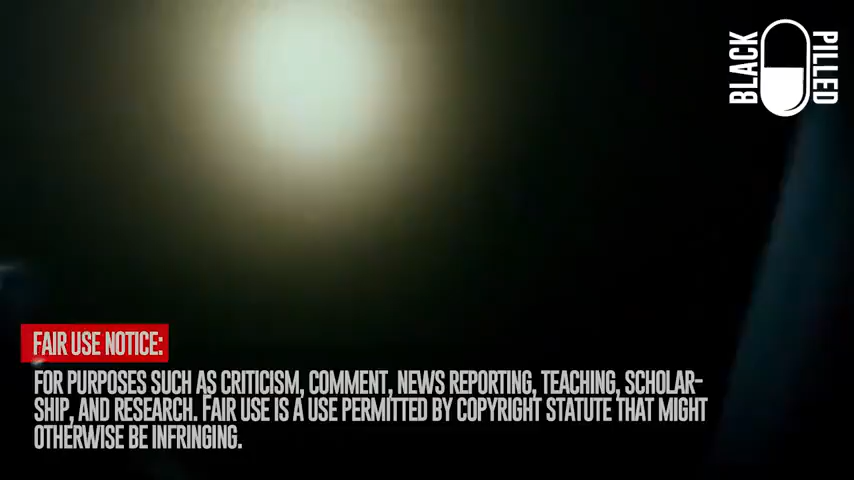 BLACK
PILLED
FAIR USE NOTICE:
FOR PURPOSES SUCH AS CRITICISM, COMMENT, NEWS REPORTING, TEACHING, SCHOLAR-
SHIP, AND RESEARCH. FAIR USE IS A USE PERMITTED BY COPYRIGHT STATUTE THAT MIGHT
OTHERWISE BE INFRINGING.